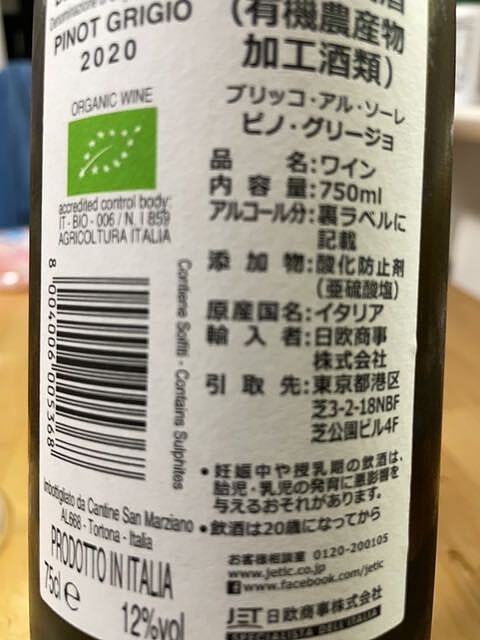 PINOT GRIGIO
2020
ORGANIC WINE
accredited control body:
IT - BIO - 006 / N. I 859
AGRICOLTURA ITALIA
8 004006 005368
Contiene Solfiti - Contains Sulphites
Imbottigliato da Cantine San Marziano
AL668 - Tortona - Italia
PRODOTTO IN ITALIA
75cl e
12%vol
(有機農産物
加工酒類)
ブリッコ・アル・ソーレ
ピノ・グリージョ
品名:ワイン
内容量:750ml
アルコール分:裏ラベルに
記載
添加物:酸化防止剤
(亜硫酸塩)
原産国名:イタリア
輸入者:日欧商事
株式会社
引取先:東京都港区
芝3-2-18NBF
芝公園ビル4F
・妊娠中や授乳期の飲酒は、
胎児・乳児の発育に悪影響を
与えるおそれがあります。
・飲酒は20歳になってから
お客様相談室 0120-200105
www.jetic.co.jp
www.facebook.com/jetic
JET 日欧商事株式会社
SPECIALISTA DELL'ITALIA